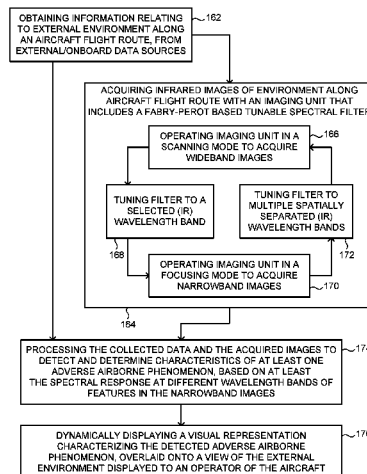 OBTAINING INFORMATION RELATING
TO EXTERNAL ENVIRONMENT ALONG
AN AIRCRAFT FLIGHT ROUTE, FROM
EXTERNAL/ONBOARD DATA SOURCES
162
ACQUIRING INFRARED IMAGES OF ENVIRONMENT ALONG
AIRCRAFT FLIGHT ROUTE WITH AN IMAGING UNIT THAT
INCLUDES A FABRY-PEROT BASED TUNABLE SPECTRAL FILTER
166
OPERATING IMAGING UNIT IN A
SCANNING MODE TO ACQUIRE
WIDEBAND IMAGES
TUNING FILTER TO A
SELECTED (IR)
WAVELENGTH BAND
168
TUNING FILTER TO
MULTIPLE SPATIALLY
SEPARATED (IR)
WAVELENGTH BANDS
172
OPERATING IMAGING UNIT IN A
FOCUSING MODE TO ACQUIRE
NARROWBAND IMAGES
170
164
PROCESSING THE COLLECTED DATA AND THE ACQUIRED IMAGES TO
DETECT AND DETERMINE CHARACTERISTICS OF AT LEAST ONE
ADVERSE AIRBORNE PHENOMENON, BASED ON AT LEAST
THE SPECTRAL RESPONSE AT DIFFERENT WAVELENGTH BANDS OF
FEATURES IN THE NARROWBAND IMAGES
DYNAMICALLY DISPLAYING A VISUAL REPRESENTATION
CHARACTERIZING THE DETECTED ADVERSE AIRBORNE
PHENOMENON, OVERLAID ONTO A VIEW OF THE EXTERNAL
ENVIRONMENT DISPLAYED TO AN OPERATOR OF THE AIRCRAFT